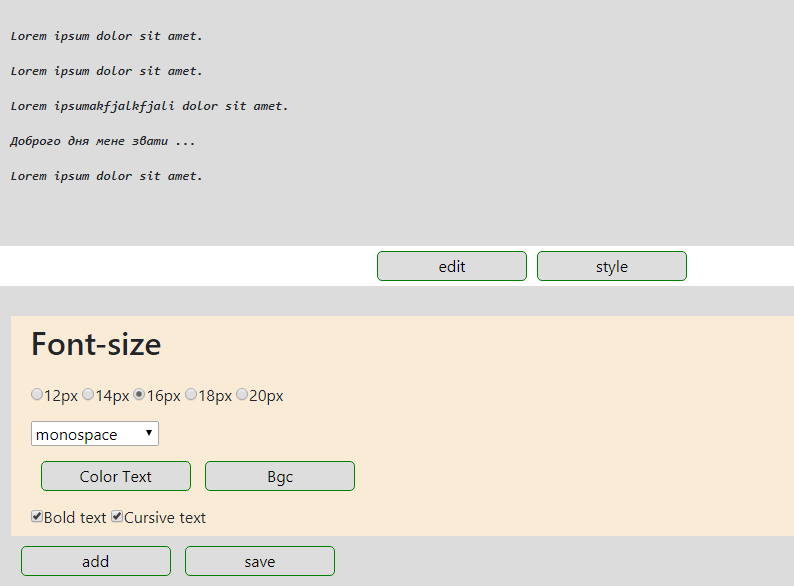 Lorem ipsum dolor sit amet.
Lorem ipsum dolor sit amet.
Lorem ipsumakfjalkfjali dolor sit amet.
Доброго дня мене звати ...
Lorem ipsum dolor sit amet.
edit style
Font-size
12px 14px 16px 18px 20px
monospace
Color Text Bgc
Bold text Cursive text
add save